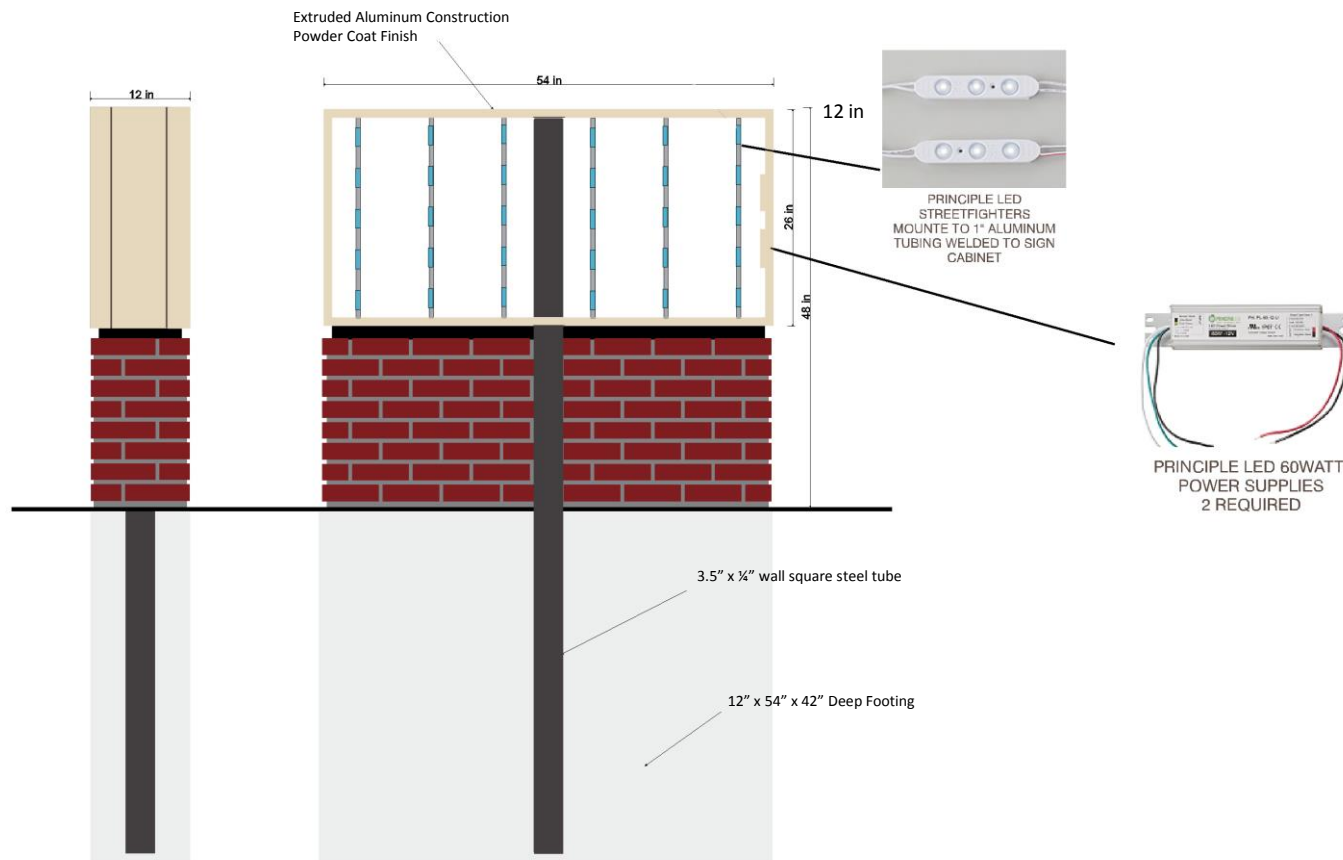 Extruded Aluminum Construction
Powder Coat Finish
12 in
54 in
12 in
26 in
48 in
PRINCIPLE LED
STREETFIGHTERS
MOUNTE TO 1" ALUMINUM
TUBING WELDED TO SIGN
CABINET
PRINCIPLE LED 60WATT
POWER SUPPLIES
2 REQUIRED
3.5” x ¼” wall square steel tube
12” x 54” x 42” Deep Footing